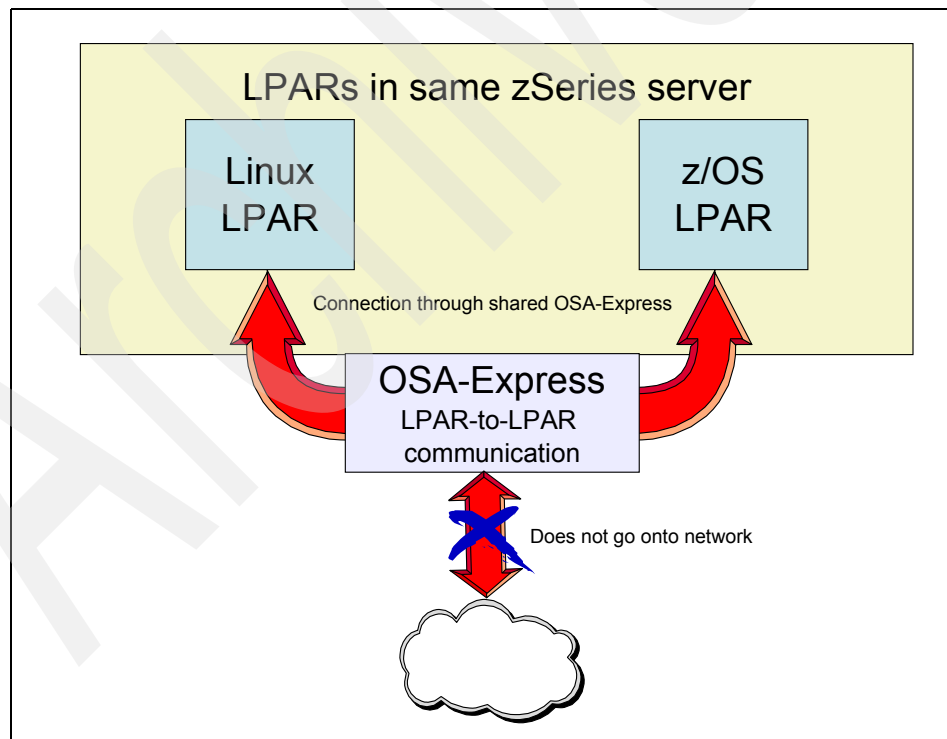 LPARs in same zSeries server
Linux
LPAR
z/OS
LPAR
Connection through shared OSA-Express
OSA-Express
LPAR-to-LPAR
communication
Does not go onto network